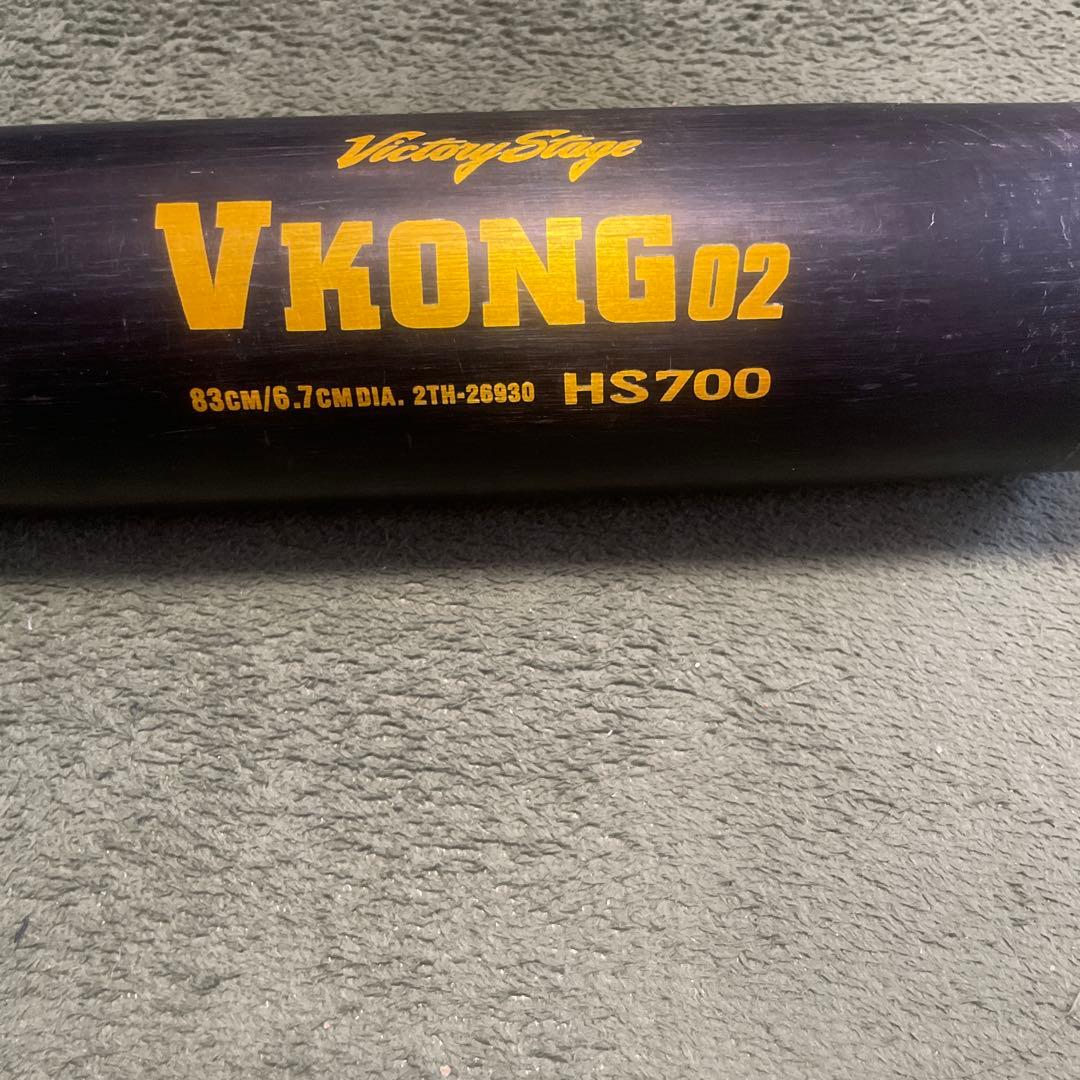 Victory Stage
VKONG02
83CM/6.7CM DIA. 2TH-26930 HS700